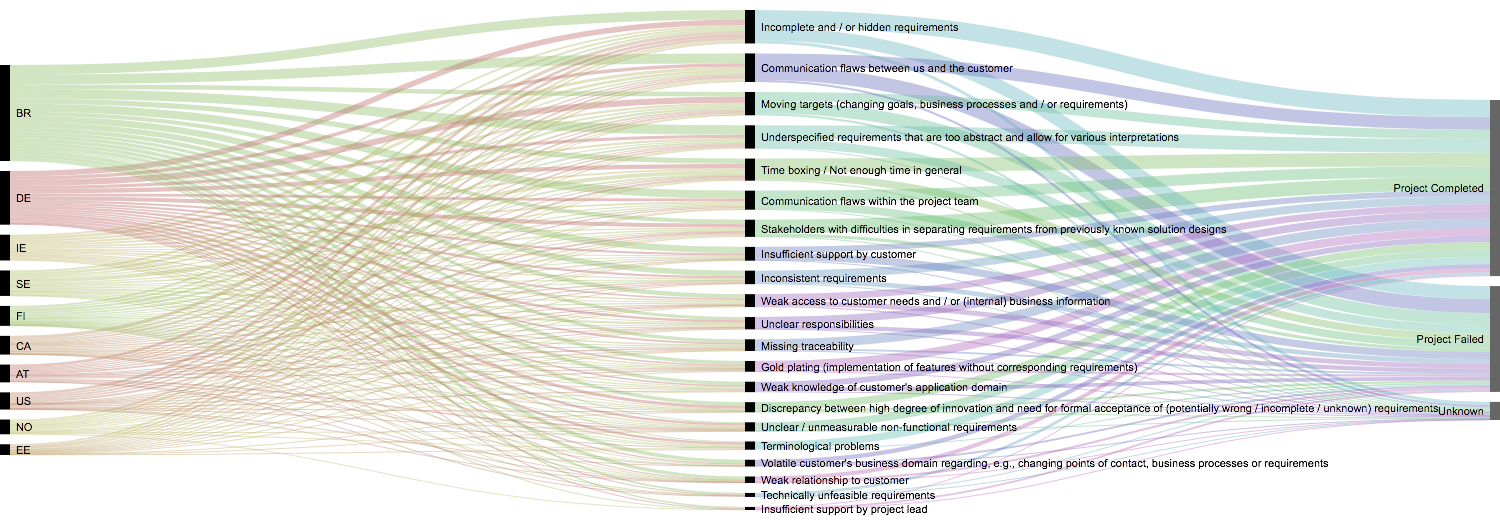 BR
DE
IE
SE
FI
CA
AT
US
NO
EE
Incomplete and / or hidden requirements
Communication flaws between us and the customer
Moving targets (changing goals, business processes and / or requirements)
Underspecified requirements that are too abstract and allow for various interpretations
Time boxing / Not enough time in general
Communication flaws within the project team
Stakeholders with difficulties in separating requirements from previously known solution designs
Insufficient support by customer
Inconsistent requirements
Weak access to customer needs and / or (internal) business information
Unclear responsibilities
Missing traceability
Gold plating (implementation of features without corresponding requirements)
Weak knowledge of customer's application domain
Discrepancy between high degree of innovation and need for formal acceptance of (potentially wrong / incomplete / unknown) requirements
Unclear / unmeasurable non-functional requirements
Terminological problems
Volatile customer's business domain regarding, e.g., changing points of contact, business processes or requirements
Weak relationship to customer
Technically unfeasible requirements
Insufficient support by project lead
Project Completed
Project Failed
Unknown